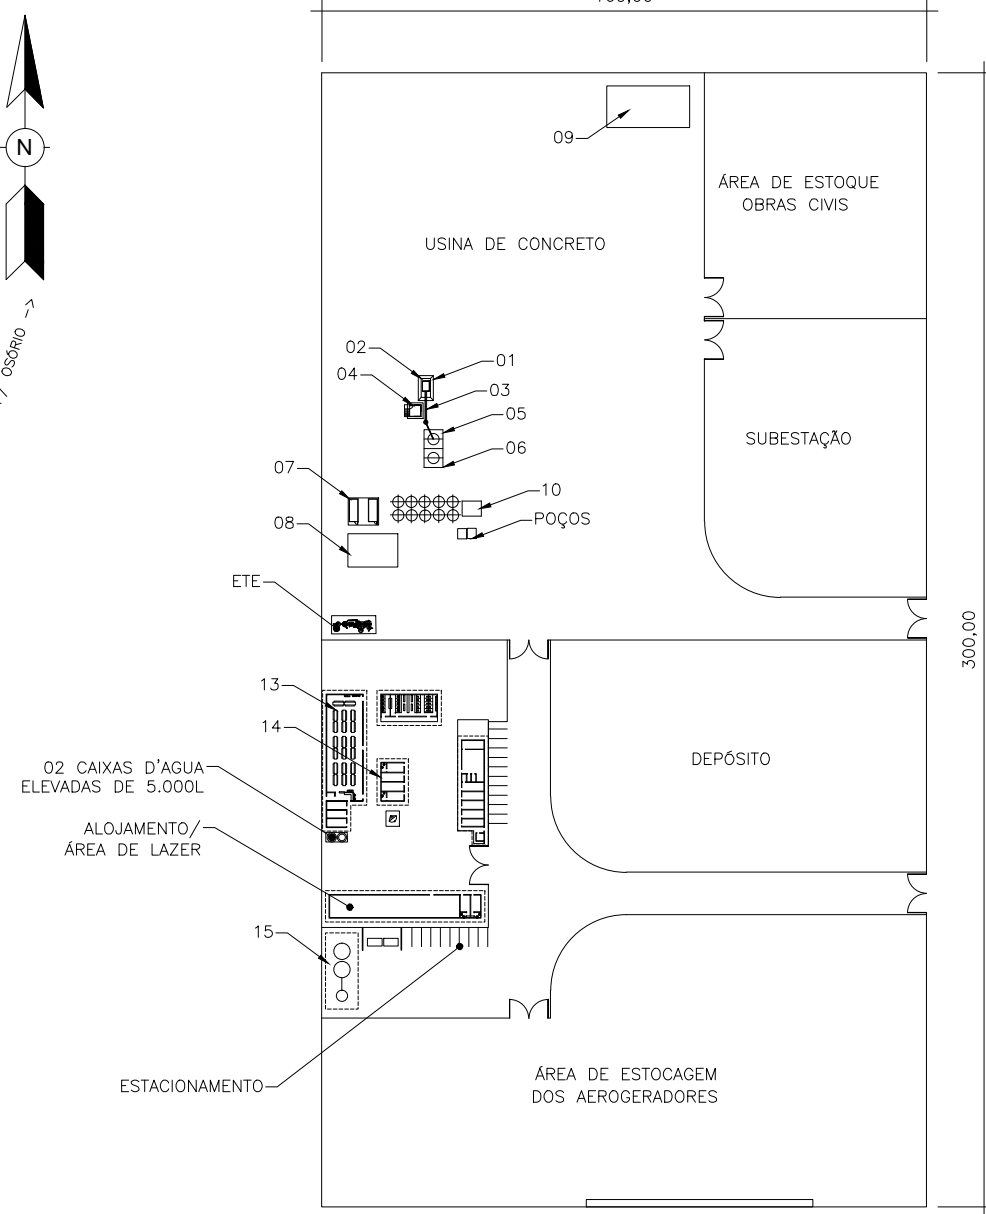 N
OSÓRIO ->
09
ÁREA DE ESTOQUE
OBRAS CIVIS
USINA DE CONCRETO
02
01
04
03
05
06
SUBESTAÇÃO
07
10
08
POÇOS
ETE
300,00
13
14
02 CAIXAS D'AGUA
ELEVADAS DE 5.000L
DEPÓSITO
ALOJAMENTO/
ÁREA DE LAZER
15
ESTACIONAMENTO
ÁREA DE ESTOCAGEM
DOS AEROGERADORES